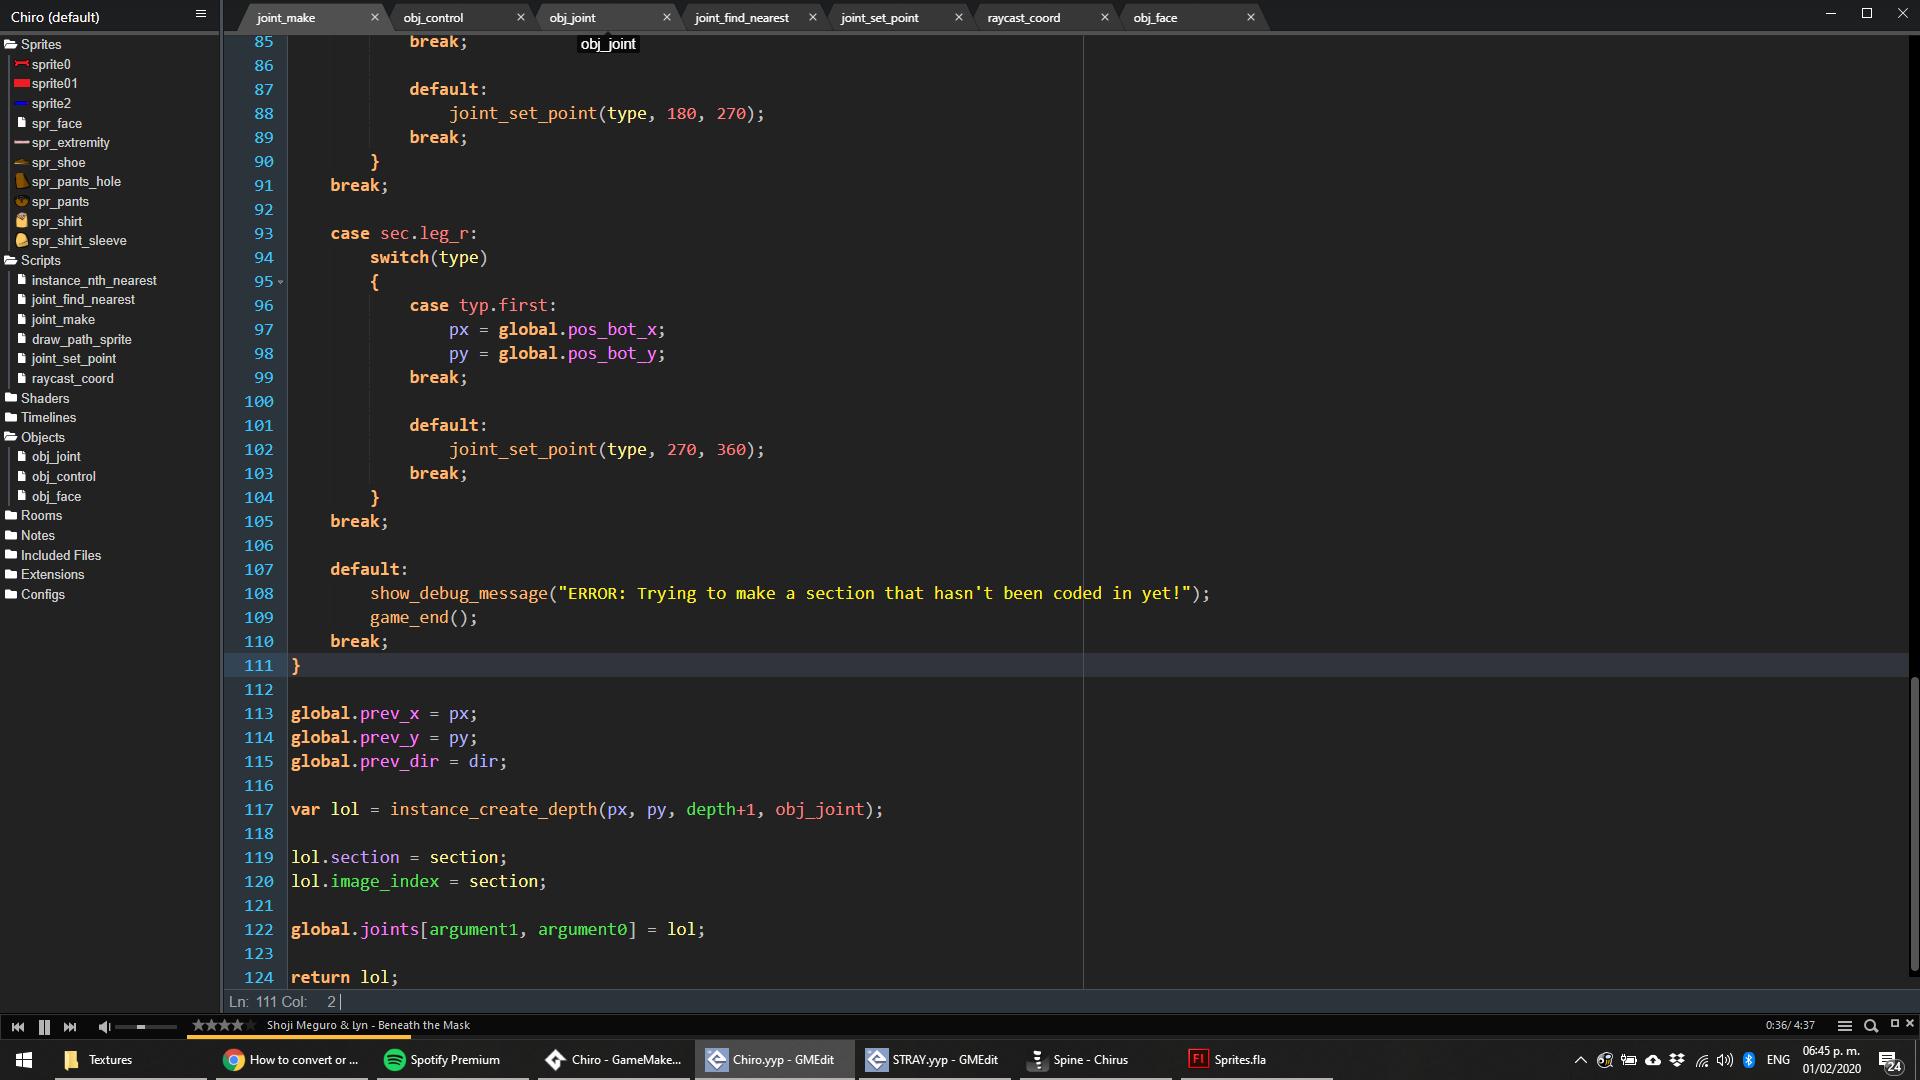 Chiro (default)
joint_make
obj_control
obj_joint
joint_find_nearest
joint_set_point
raycast_coord
obj_face
obj_joint
Sprites
sprite0
sprite01
sprite2
spr_face
spr_extremity
spr_shoe
spr_pants_hole
spr_pants
spr_shirt
spr_shirt_sleeve
Scripts
instance_nth_nearest
joint_find_nearest
joint_make
draw_path_sprite
joint_set_point
raycast_coord
Shaders
Timelines
Objects
obj_joint
obj_control
obj_face
Rooms
Notes
Included Files
Extensions
Configs
85 break;
86
87 default:
88 joint_set_point(type, 180, 270);
89 break;
90 }
91 break;
92
93 case sec.leg_r:
94 switch(type)
95 {
96 case typ.first:
97 px = global.pos_bot_x;
98 py = global.pos_bot_y;
99 break;
100
101 default:
102 joint_set_point(type, 270, 360);
103 break;
104 }
105 break;
106
107 default:
108 show_debug_message("ERROR: Trying to make a section that hasn't been coded in yet!");
109 game_end();
110 break;
111 }
112
113 global.prev_x = px;
114 global.prev_y = py;
115 global.prev_dir = dir;
116
117 var lol = instance_create_depth(px, py, depth+1, obj_joint);
118
119 lol.section = section;
120 lol.image_index = section;
121
122 global.joints[argument1, argument0] = lol;
123
124 return lol;
Ln: 111 Col: 2
Shoji Meguro & Lyn - Beneath the Mask
0:36/ 4:37
Textures
How to convert or ...
Spotify Premium
Chiro - GameMake...
Chiro.yyp - GMEdit
STRAY.yyp - GMEdit
Spine - Chirus
Fl
Sprites.fla
ENG
06:45 p. m.
01/02/2020
24